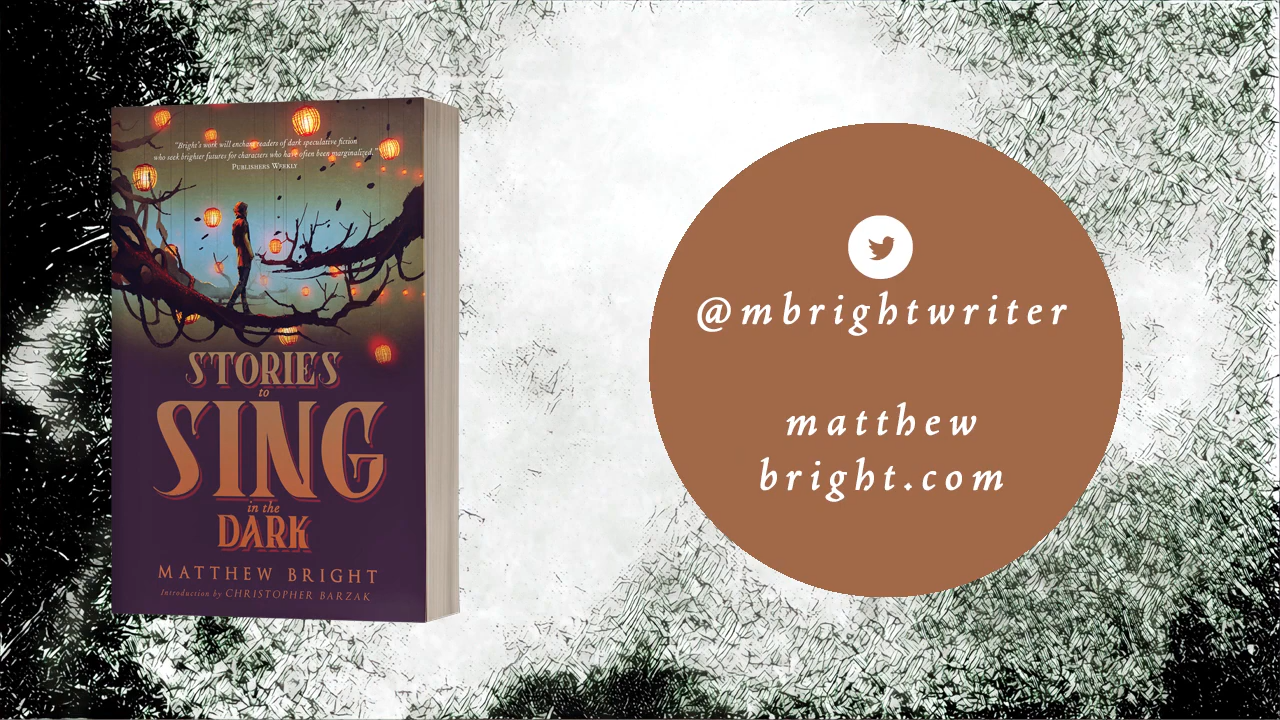 "Bright's work will enchant readers of dark speculative fiction
who seek brighter futures for characters who have often been marginalized."
PUBLISHERS WEEKLY
STORIES
to
SING
in the
DARK
MATTHEW BRIGHT
Introduction by CHRISTOPHER BARZAK
@mbrightwriter
matthew
bright.com